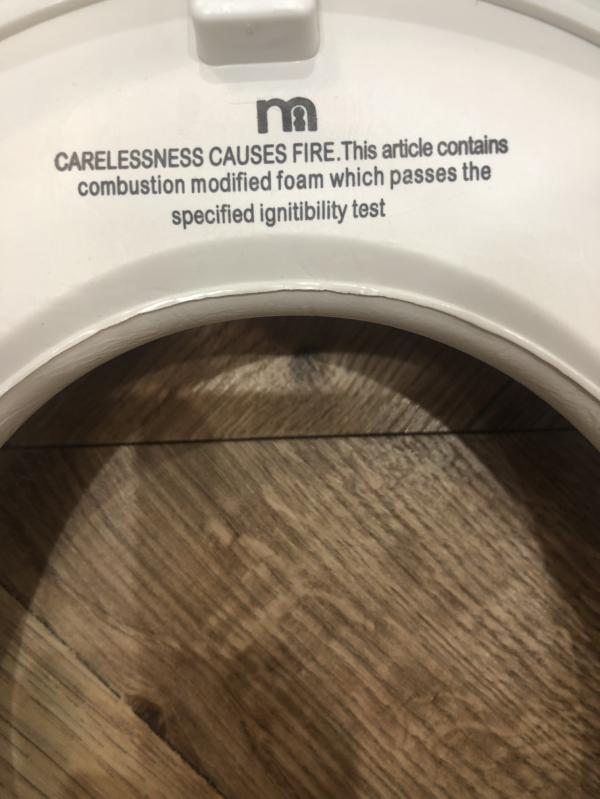 m
CARELESSNESS CAUSES FIRE.This article contains
combustion modified foam which passes the
specified ignitibility test